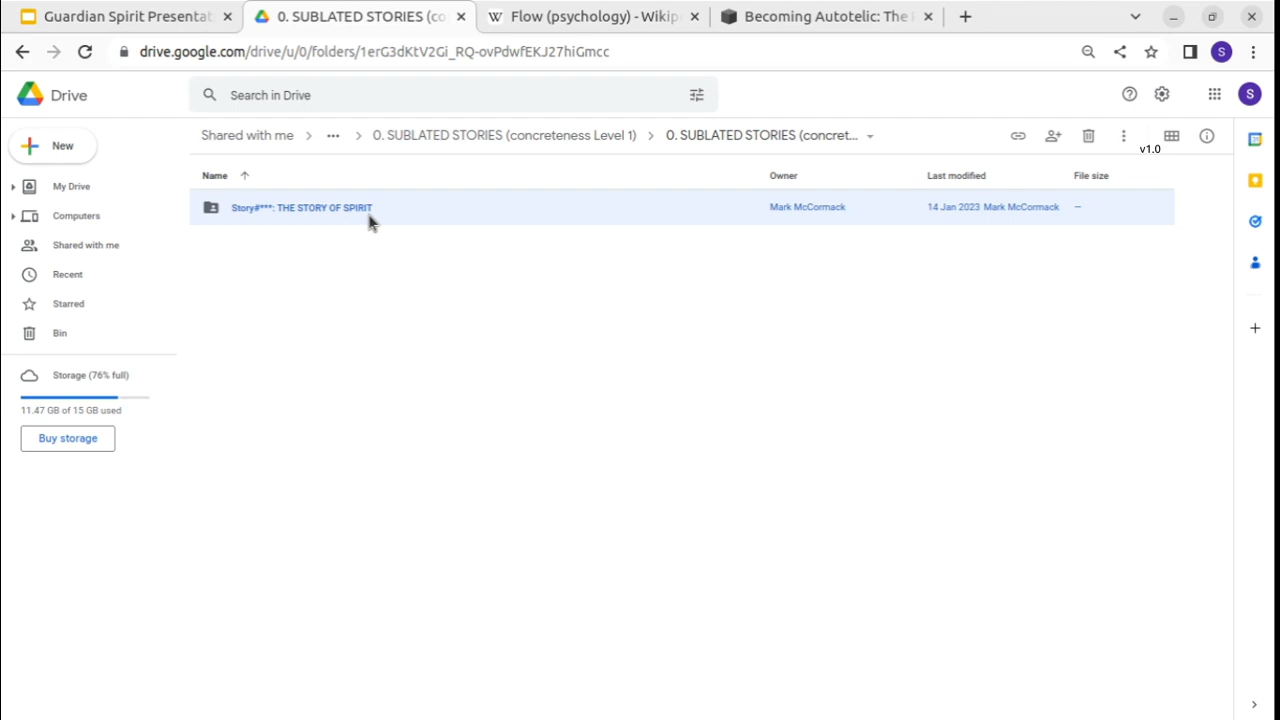 Guardian Spirit Presentat
0. SUBLATED STORIES (co
Flow (psychology) - Wikip
Becoming Autotelic: The
drive.google.com/drive/u/0/folders/1erG3dKtV2Gi_RQ-ovPdwfEKJ27hiGmcc
S
Drive
Search in Drive
S
New
Shared with me
0. SUBLATED STORIES (concreteness Level 1)
0. SUBLATED STORIES (concret...
v1.0
Name
Owner
Last modified
File size
Story#***: THE STORY OF SPIRIT
Mark McCormack
14 Jan 2023 Mark McCormack
–
My Drive
Computers
Shared with me
Recent
Starred
Bin
Storage (76% full)
11.47 GB of 15 GB used
Buy storage